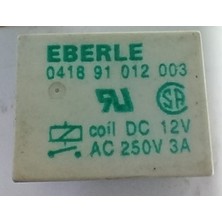 EBERLE
0418 91 012 003
coil DC 12V
AC 250V 3A